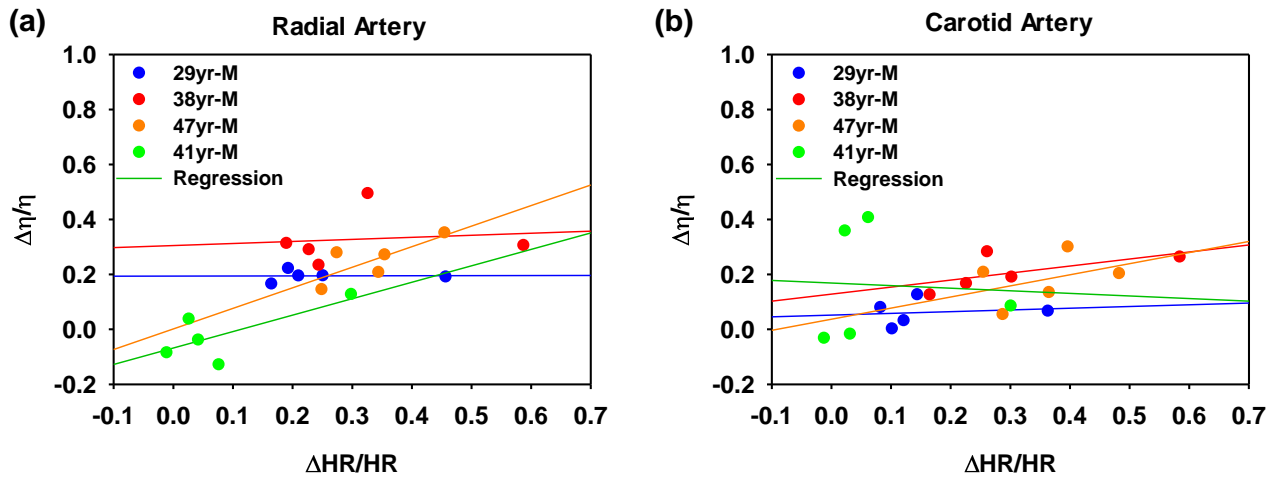 (a)
Radial Artery
1.0
0.8
0.6
0.4
0.2
0.0
-0.2
Δη/η
29yr-M
38yr-M
47yr-M
41yr-M
Regression
-0.1 0.0 0.1 0.2 0.3 0.4 0.5 0.6 0.7
ΔHR/HR
(b)
Carotid Artery
1.0
0.8
0.6
0.4
0.2
0.0
-0.2
Δη/η
29yr-M
38yr-M
47yr-M
41yr-M
Regression
-0.1 0.0 0.1 0.2 0.3 0.4 0.5 0.6 0.7
ΔHR/HR